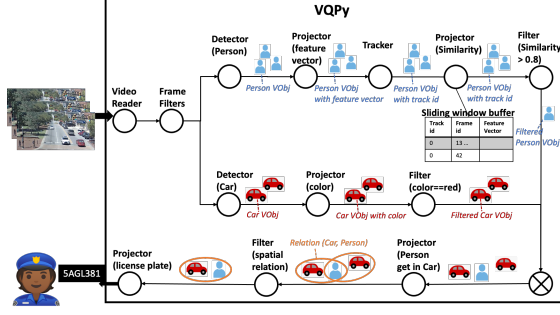 VQPy
Detector
(Person)
Projector
(feature
vector)
Tracker
Projector
(Similarity)
Filter
(Similarity
> 0.8)
Person VObj
Person VObj
with feature vector
Person VObj
with track id
Person VObj
with track id
Video
Reader
Frame
Filters
Sliding window buffer
Track id
Frame id
Feature Vector
0
13 ...
0
42
Filtered
Person VObj
Detector
(Car)
Projector
(color)
Filter
(color==red)
Car VObj
Car VObj with color
Filtered Car VObj
Projector
(license plate)
Filter
(spatial
relation)
Relation (Car, Person)
Projector
(Person
get in Car)
5AGL381